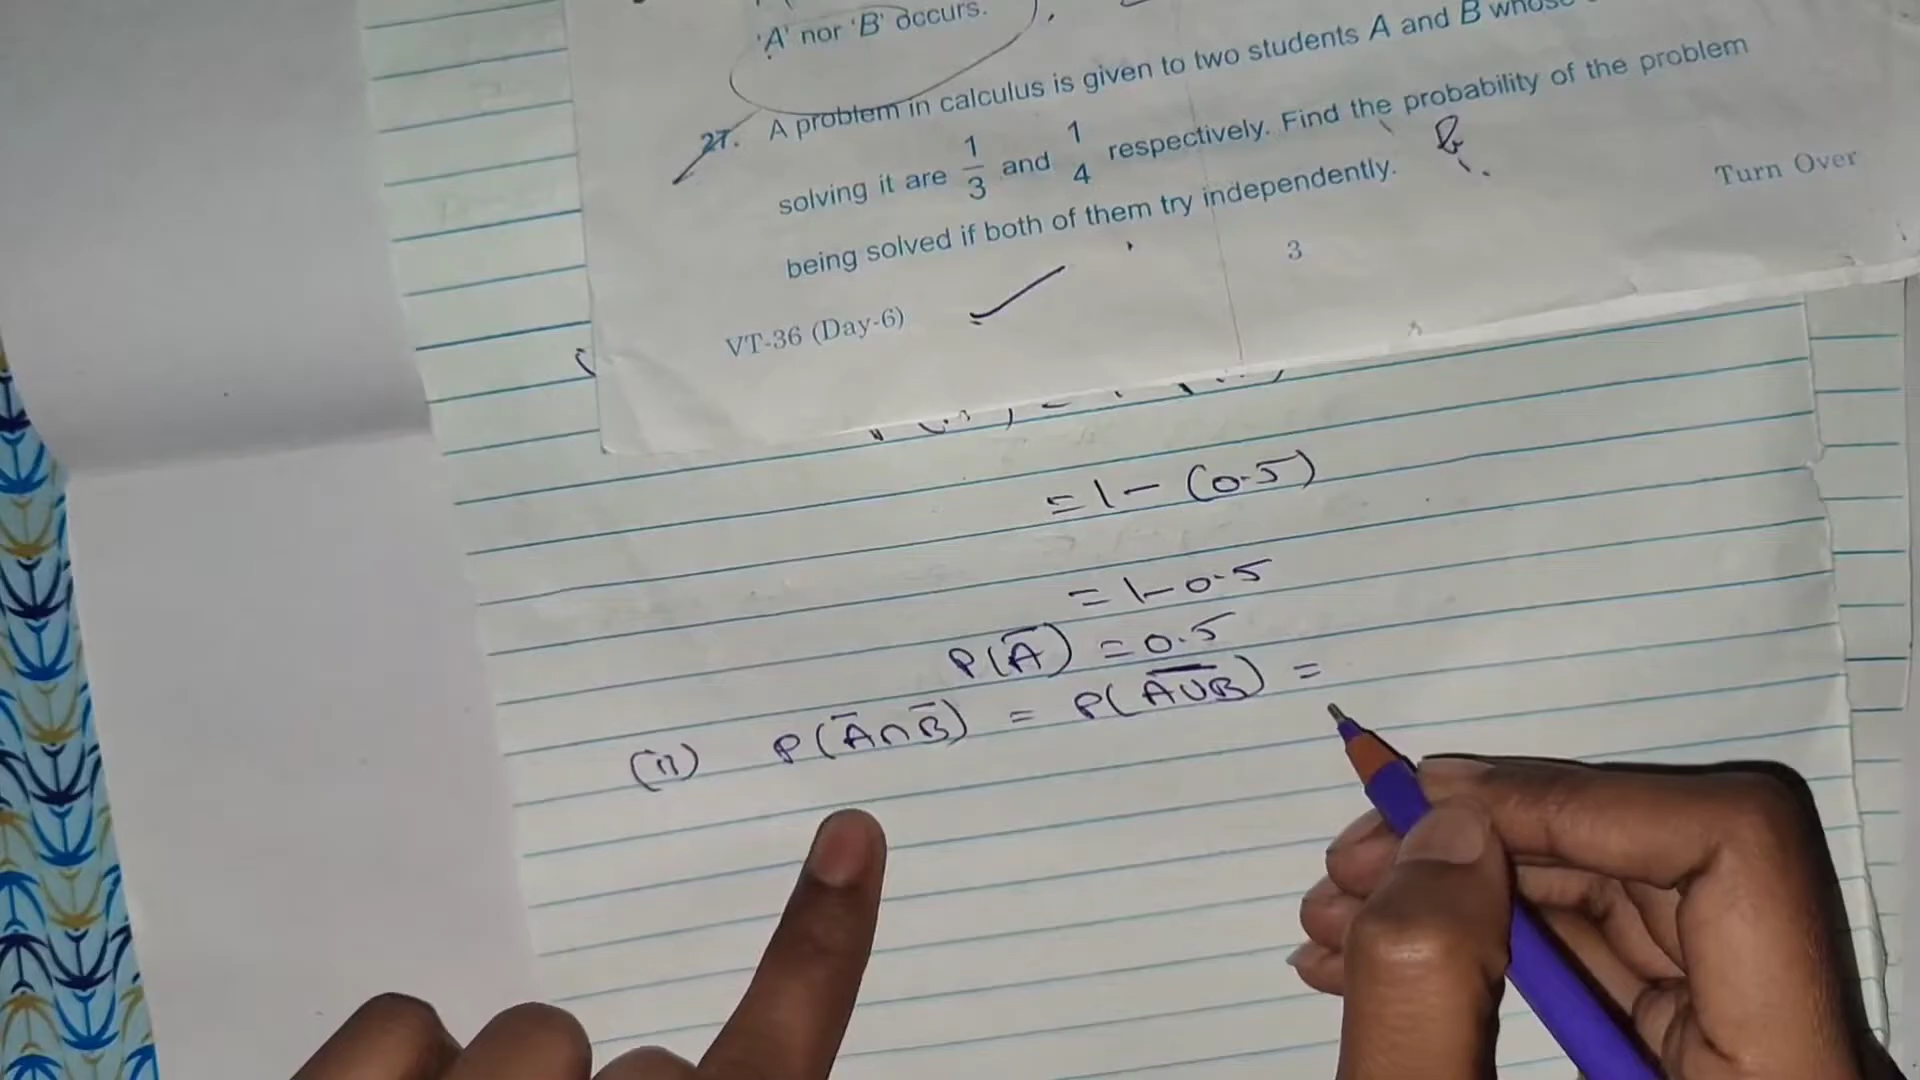 'A' nor 'B' occurs.
27. A problem in calculus is given to two students A and B whose
solving it are 1/3 and 1/4 respectively. Find the probability of the problem
being solved if both of them try independently.
Turn Over
3
VT-36 (Day-6)
= 1 - (0.5)
= 1-0.5
P(A̅) = 0.5
(ii) P(A̅∩B̅) = P(A̅∪̅B̅) =